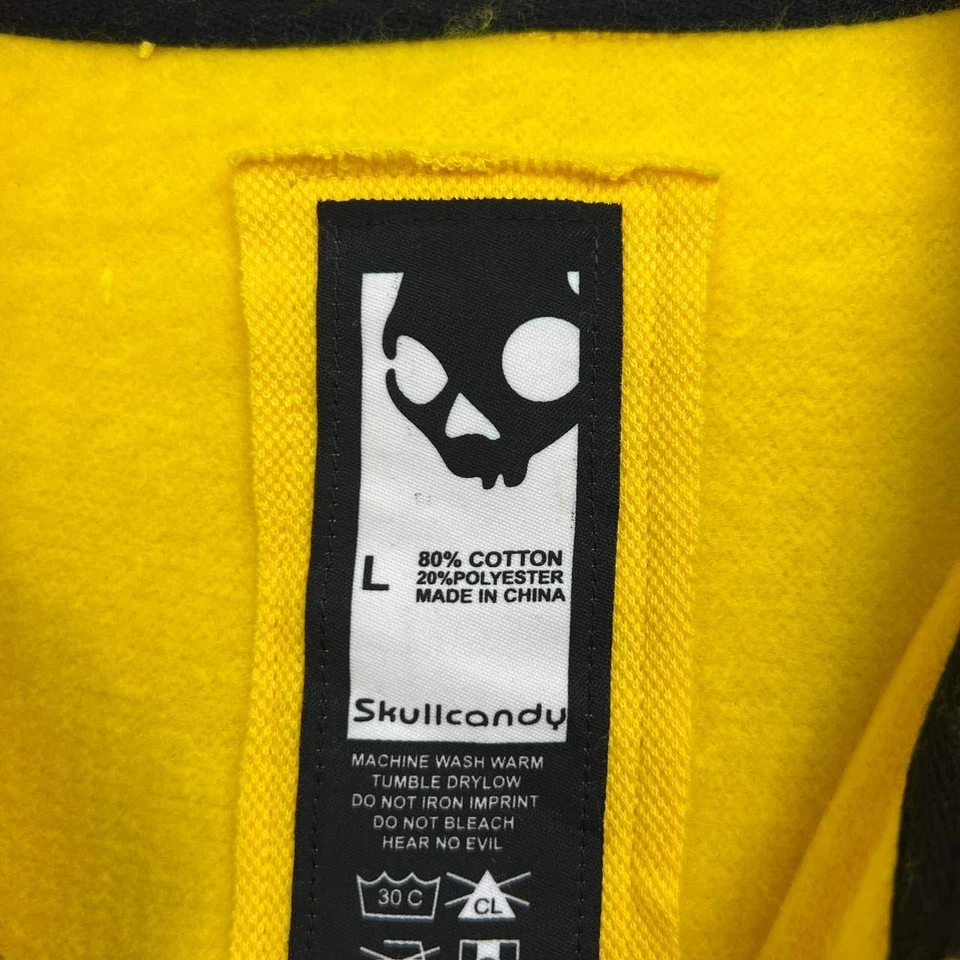 L
80% COTTON
20%POLYESTER
MADE IN CHINA
Skullcandy
MACHINE WASH WARM
TUMBLE DRYLOW
DO NOT IRON IMPRINT
DO NOT BLEACH
HEAR NO EVIL
30 C
CL